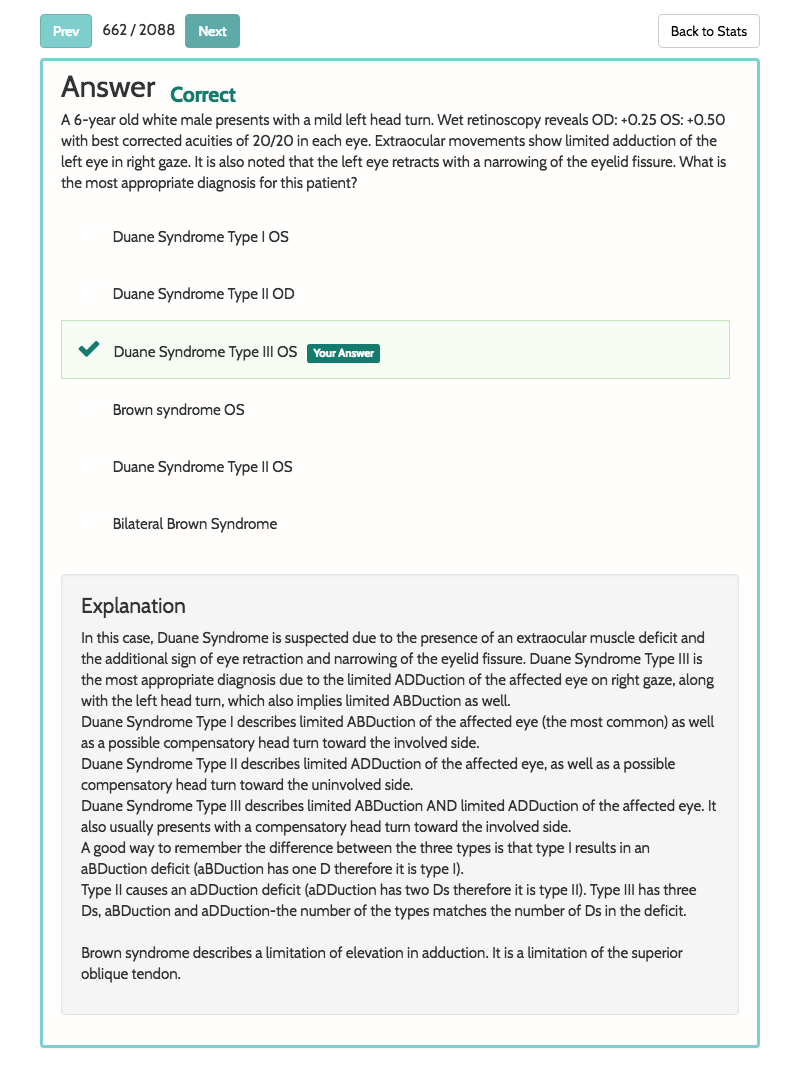 Prev 662 / 2088 Next Back to Stats
Answer Correct
A 6-year old white male presents with a mild left head turn. Wet retinoscopy reveals OD: +0.25 OS: +0.50
with best corrected acuities of 20/20 in each eye. Extraocular movements show limited adduction of the
left eye in right gaze. It is also noted that the left eye retracts with a narrowing of the eyelid fissure. What is
the most appropriate diagnosis for this patient?
Duane Syndrome Type I OS
Duane Syndrome Type II OD
Duane Syndrome Type III OS Your Answer
Brown syndrome OS
Duane Syndrome Type II OS
Bilateral Brown Syndrome
Explanation
In this case, Duane Syndrome is suspected due to the presence of an extraocular muscle deficit and
the additional sign of eye retraction and narrowing of the eyelid fissure. Duane Syndrome Type III is
the most appropriate diagnosis due to the limited ADDuction of the affected eye on right gaze, along
with the left head turn, which also implies limited ABDuction as well.
Duane Syndrome Type I describes limited ABDuction of the affected eye (the most common) as well
as a possible compensatory head turn toward the involved side.
Duane Syndrome Type II describes limited ADDuction of the affected eye, as well as a possible
compensatory head turn toward the uninvolved side.
Duane Syndrome Type III describes limited ABDuction AND limited ADDuction of the affected eye. It
also usually presents with a compensatory head turn toward the involved side.
A good way to remember the difference between the three types is that type I results in an
aBDuction deficit (aBDuction has one D therefore it is type I).
Type II causes an aDDuction deficit (aDDuction has two Ds therefore it is type II). Type III has three
Ds, aBDuction and aDDuction-the number of the types matches the number of Ds in the deficit.
Brown syndrome describes a limitation of elevation in adduction. It is a limitation of the superior
oblique tendon.